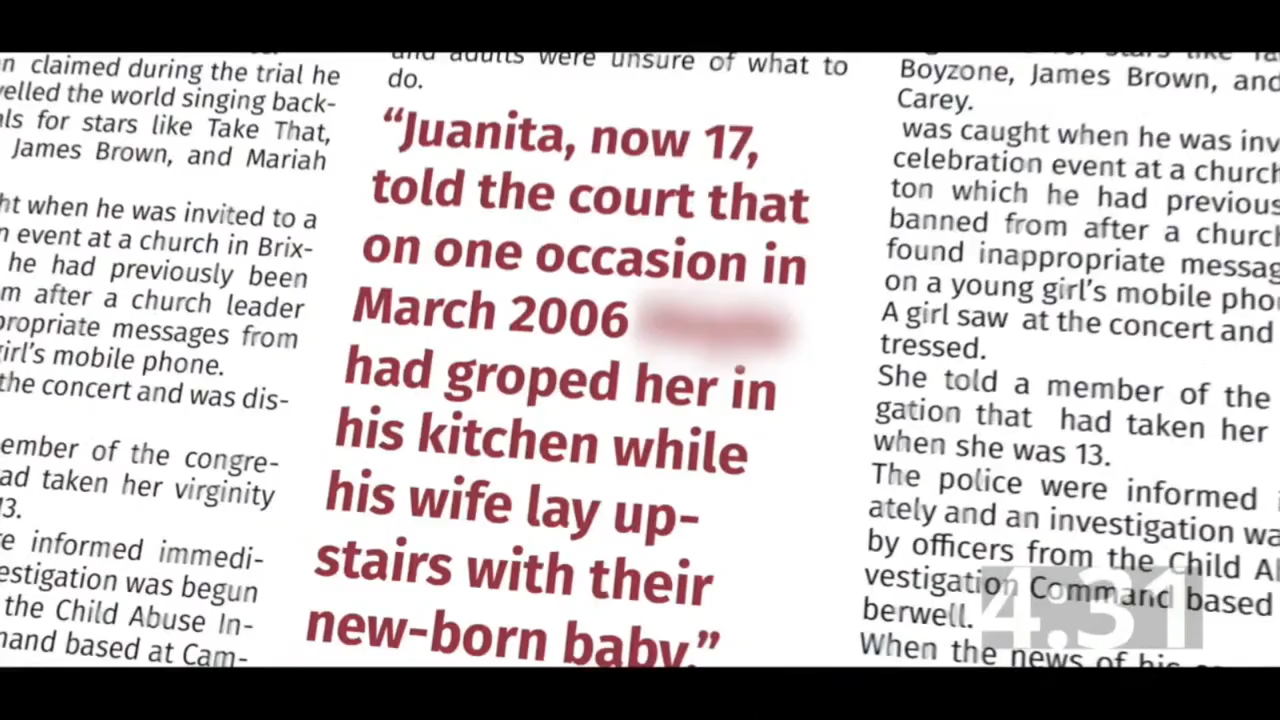 n claimed during the trial he
velled the world singing back-
ls for stars like Take That,
James Brown, and Mariah
ht when he was invited to a
n event at a church in Brix-
he had previously been
m after a church leader
propriate messages from
irl's mobile phone.
the concert and was dis-
ember of the congre-
ad taken her virginity
13.
re informed immedi-
estigation was begun
the Child Abuse In-
mand based at Cam-
and adults were unsure of what to
do.
“Juanita, now 17,
told the court that
on one occasion in
March 2006
had groped her in
his kitchen while
his wife lay up-
stairs with their
new-born baby.”
Boyzone, James Brown, and
Carey.
was caught when he was inv
celebration event at a church
ton which he had previous
banned from after a church
found inappropriate messag
on a young girl's mobile pho
A girl saw at the concert and
tressed.
She told a member of the
gation that had taken her
when she was 13.
The police were informed i
ately and an investigation wa
by officers from the Child A
vestigation Command based
berwell.
When the news of his
4:31